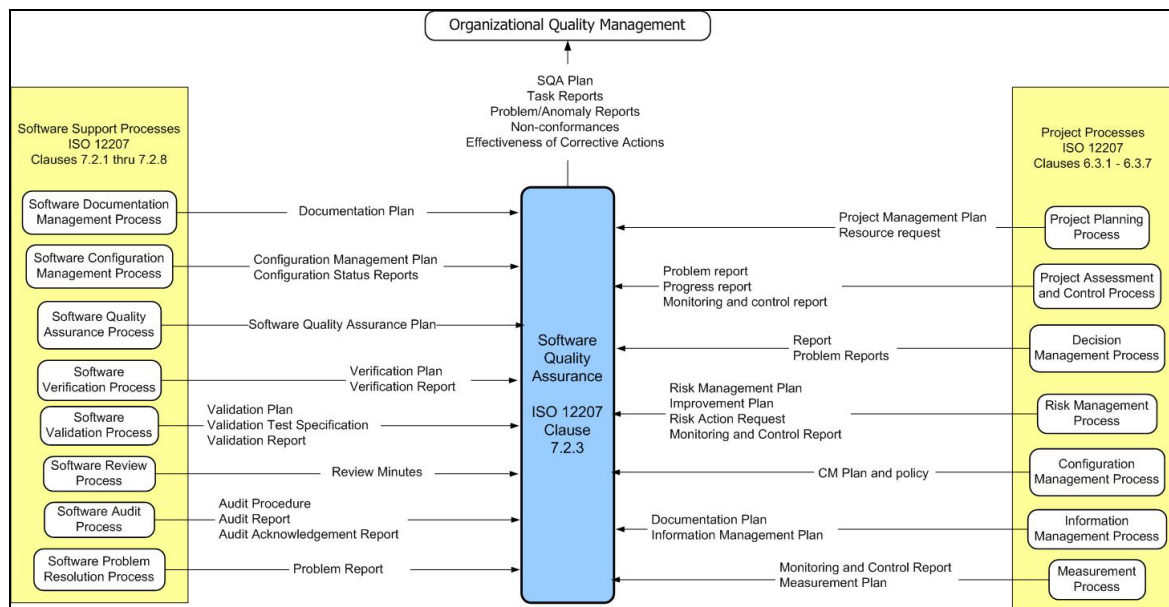 Organizational Quality Management
SQA Plan
Task Reports
Problem/Anomaly Reports
Non-conformances
Effectiveness of Corrective Actions
Software Support Processes
ISO 12207
Clauses 7.2.1 thru 7.2.8
Software Documentation
Management Process
Documentation Plan
Software Configuration
Management Process
Configuration Management Plan
Configuration Status Reports
Software Quality
Assurance Process
Software Quality Assurance Plan
Software
Verification Process
Verification Plan
Verification Report
Software
Validation Process
Validation Plan
Validation Test Specification
Validation Report
Software Review
Process
Review Minutes
Software Audit
Process
Audit Procedure
Audit Report
Audit Acknowledgement Report
Software Problem
Resolution Process
Problem Report
Software
Quality
Assurance
ISO 12207
Clause
7.2.3
Project Processes
ISO 12207
Clauses 6.3.1 - 6.3.7
Project Management Plan
Resource request
Project Planning
Process
Problem report
Progress report
Monitoring and control report
Project Assessment
and Control Process
Report
Problem Reports
Decision
Management Process
Risk Management Plan
Improvement Plan
Risk Action Request
Monitoring and Control Report
Risk Management
Process
CM Plan and policy
Configuration
Management Process
Documentation Plan
Information Management Plan
Information
Management Process
Monitoring and Control Report
Measurement Plan
Measurement
Process